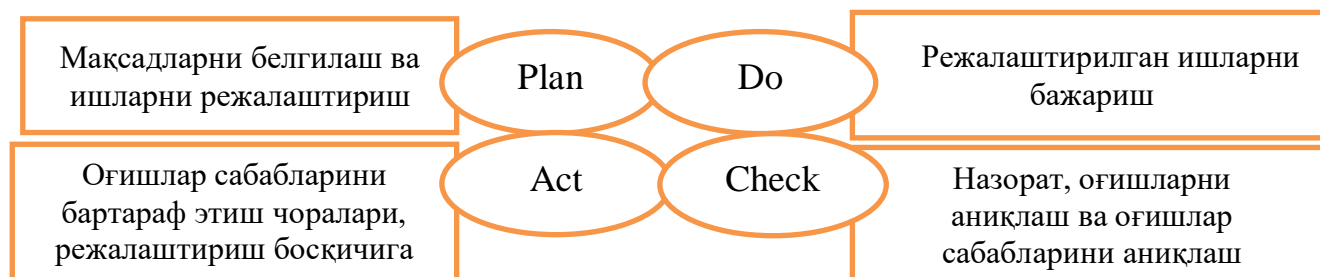 Мақсадларни белгилаш ва
ишларни режалаштириш
Plan
Do
Режалаштирилган ишларни
бажариш
Оғишлар сабабларини
бартараф этиш чоралари,
режалаштириш босқичига
Act
Check
Назорат, оғишларни
аниқлаш ва оғишлар
сабабларини аниқлаш